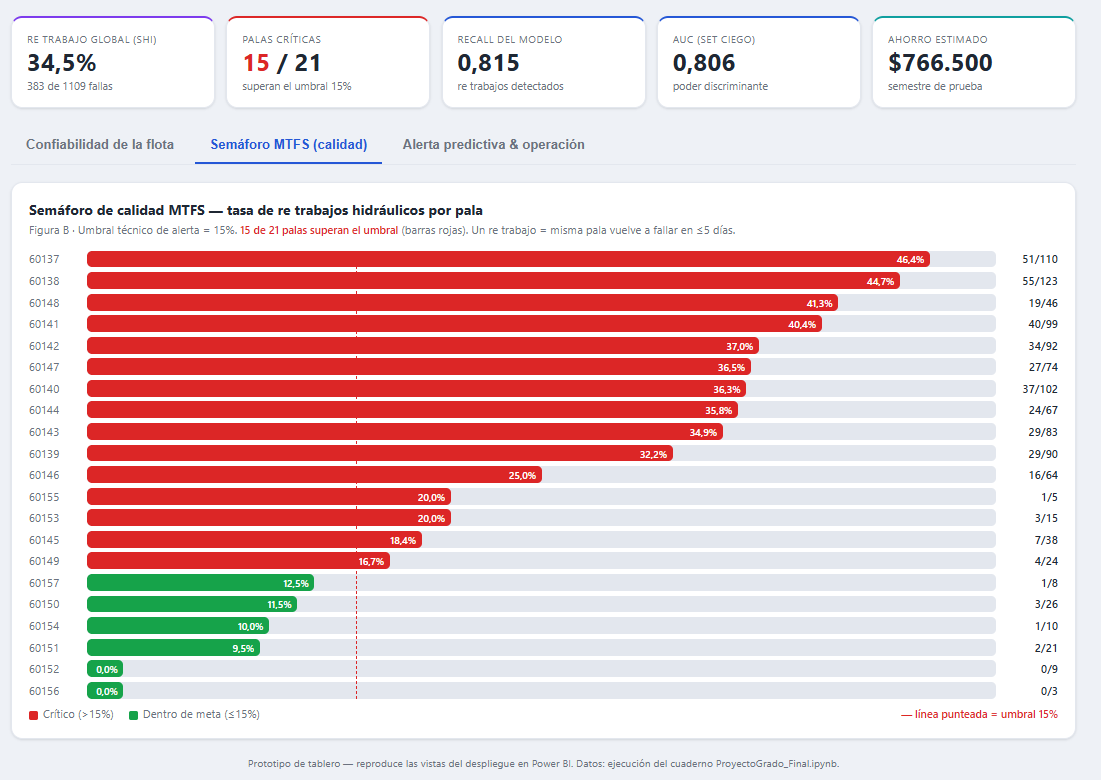 RE TRABAJO GLOBAL (SHI)
34,5%
383 de 1109 fallas
PALAS CRÍTICAS
15 / 21
superan el umbral 15%
RECALL DEL MODELO
0,815
re trabajos detectados
AUC (SET CIEGO)
0,806
poder discriminante
AHORRO ESTIMADO
$766.500
semestre de prueba
Confiabilidad de la flota Semáforo MTFS (calidad) Alerta predictiva & operación
Semáforo de calidad MTFS — tasa de re trabajos hidráulicos por pala
Figura B · Umbral técnico de alerta = 15%. 15 de 21 palas superan el umbral (barras rojas). Un re trabajo = misma pala vuelve a fallar en ≤5 días.
60137 46,4% 51/110
60138 44,7% 55/123
60148 41,3% 19/46
60141 40,4% 40/99
60142 37,0% 34/92
60147 36,5% 27/74
60140 36,3% 37/102
60144 35,8% 24/67
60143 34,9% 29/83
60139 32,2% 29/90
60146 25,0% 16/64
60155 20,0% 1/5
60153 20,0% 3/15
60145 18,4% 7/38
60149 16,7% 4/24
60157 12,5% 1/8
60150 11,5% 3/26
60154 10,0% 1/10
60151 9,5% 2/21
60152 0,0% 0/9
60156 0,0% 0/3
Crítico (>15%) Dentro de meta (≤15%) — línea punteada = umbral 15%
Prototipo de tablero — reproduce las vistas del despliegue en Power BI. Datos: ejecución del cuaderno ProyectoGrado_Final.ipynb.